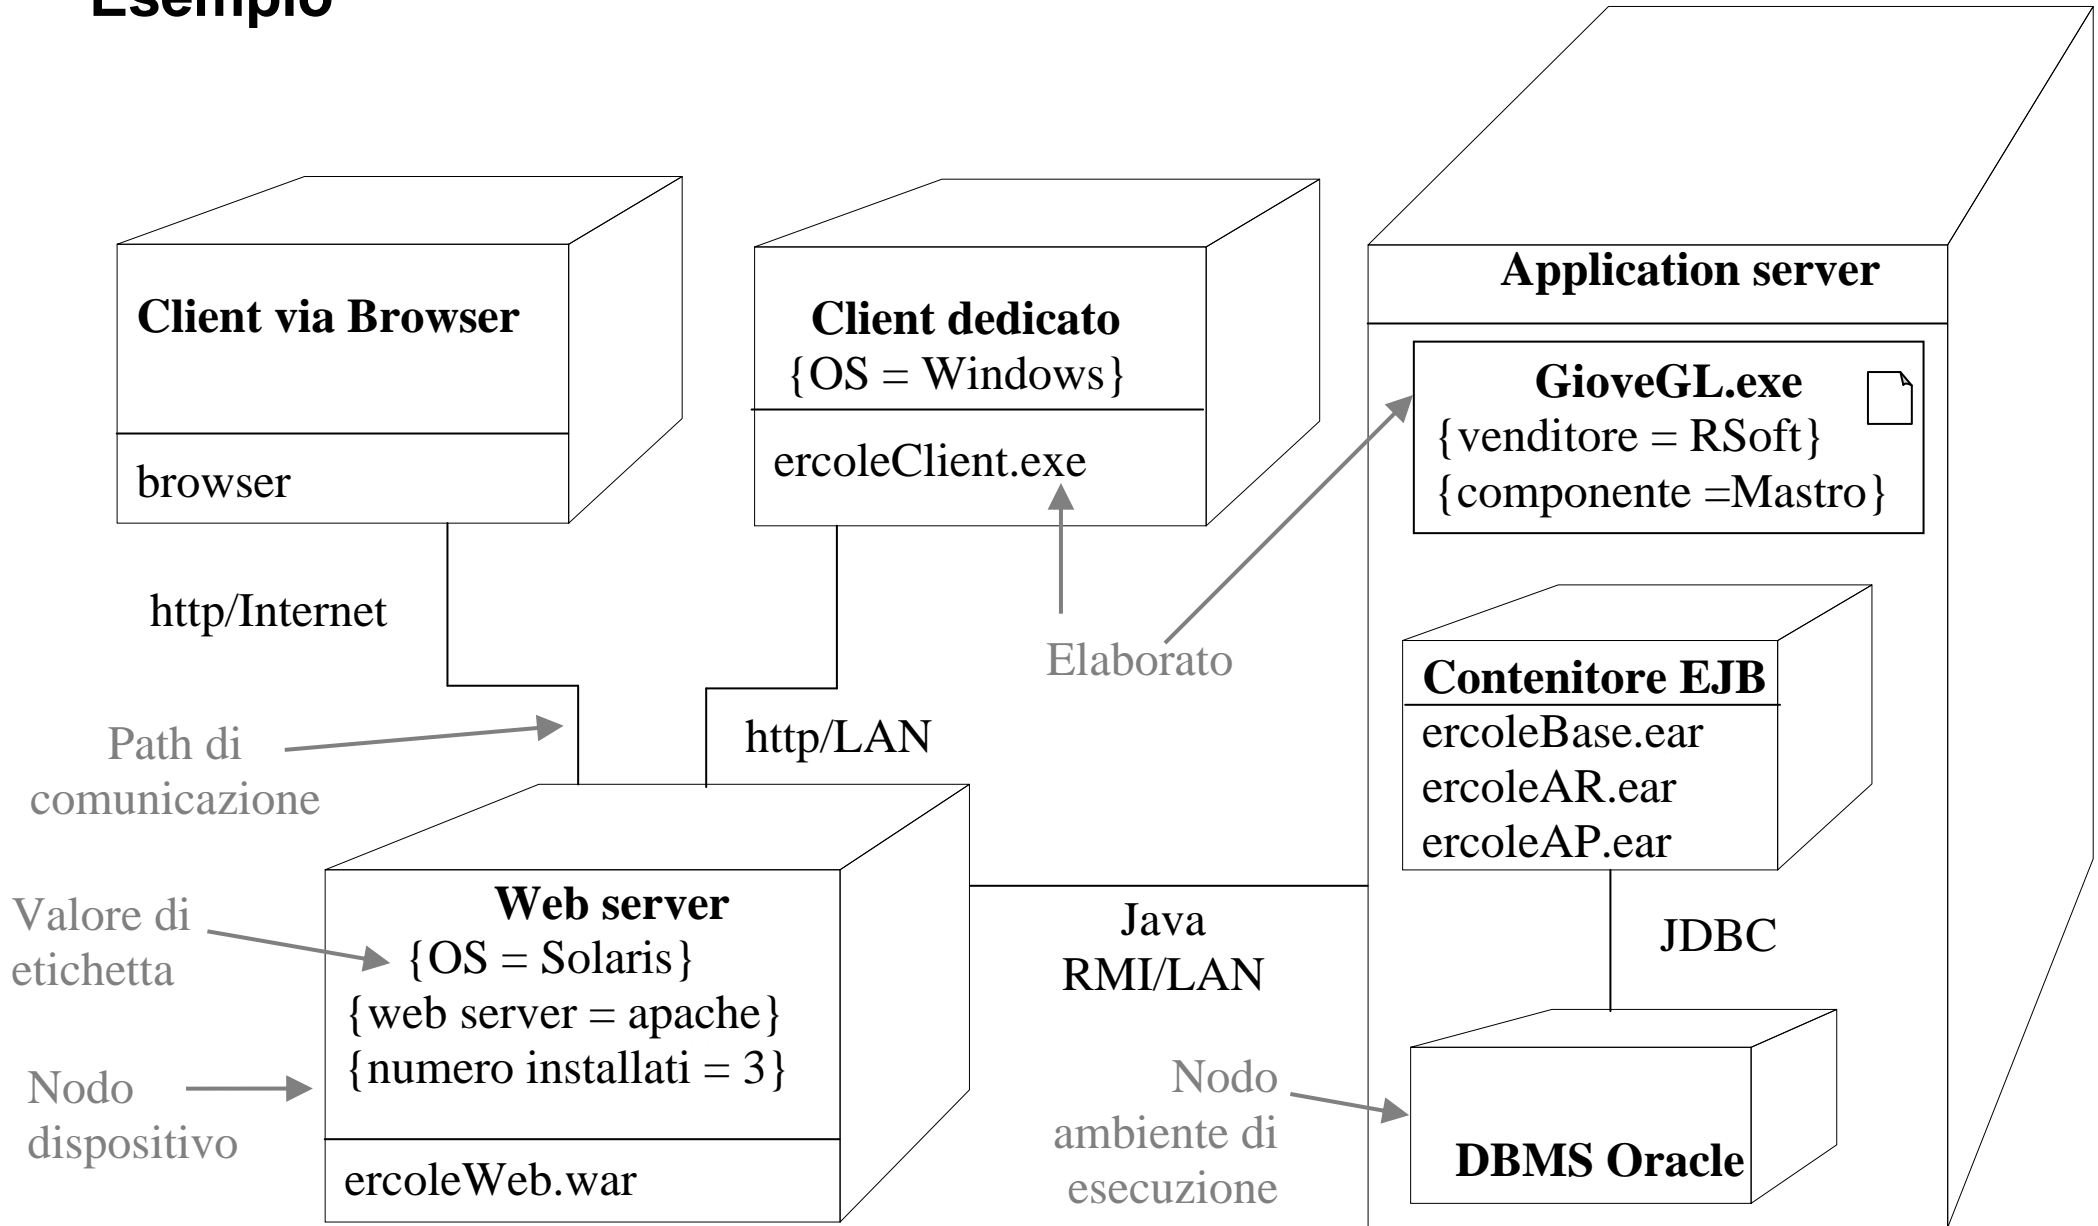 Esempio
Client via Browser
browser
Client dedicato
{OS = Windows}
ercoleClient.exe
Application server
GioveGL.exe
{venditore = RSoft}
{componente =Mastro}
http/Internet
Elaborato
Path di
comunicazione
http/LAN
Contenitore EJB
ercoleBase.ear
ercoleAR.ear
ercoleAP.ear
Valore di
etichetta
Web server
{OS = Solaris}
{web server = apache}
{numero installati = 3}
Nodo
dispositivo
ercoleWeb.war
Java
RMI/LAN
JDBC
Nodo
ambiente di
esecuzione
DBMS Oracle